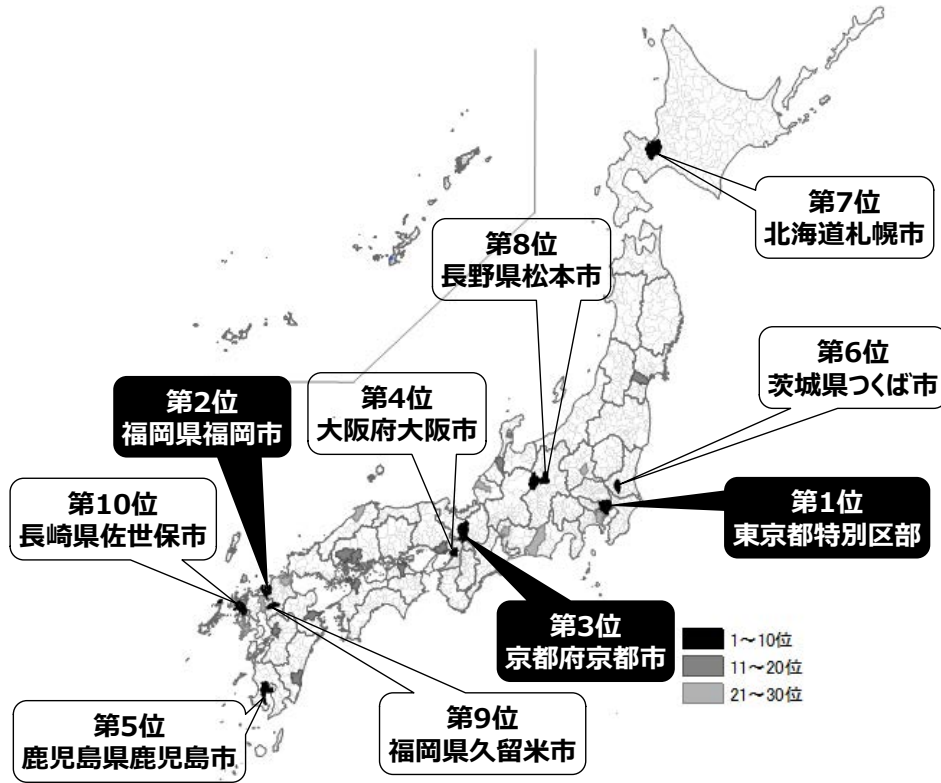 第7位
北海道札幌市
第8位
長野県松本市
第6位
茨城県つくば市
第2位
福岡県福岡市
第4位
大阪府大阪市
第10位
長崎県佐世保市
第1位
東京都特別区部
第3位
京都府京都市
1～10位
11～20位
21～30位
第5位
鹿児島県鹿児島市
第9位
福岡県久留米市